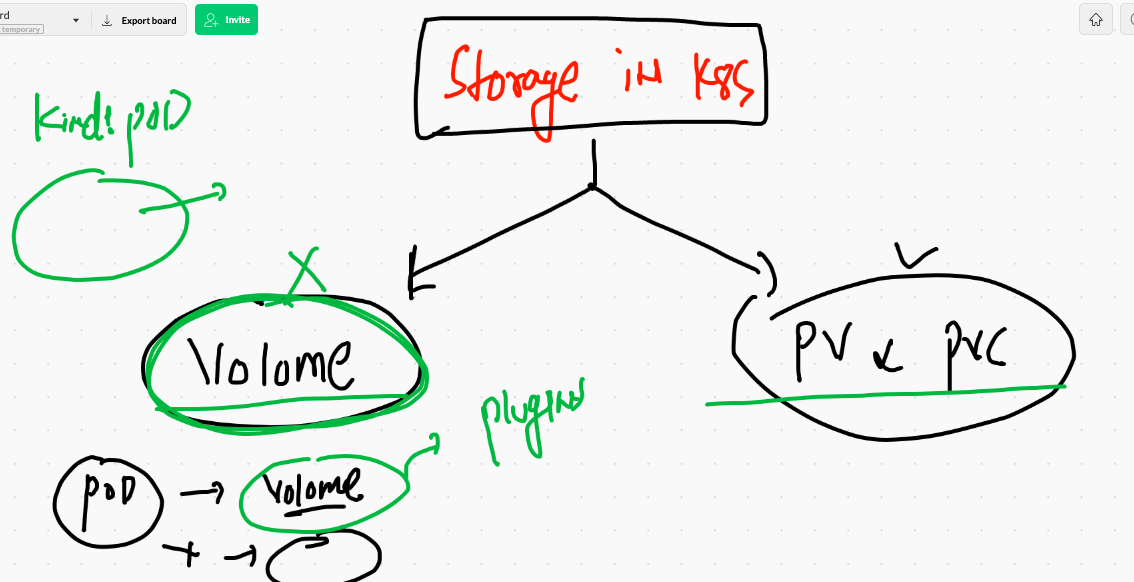 rd
temporary
Export board
Invite
Storage in K8S
Kind: POD
Volome
PV & PVC
plugins
POD → Volome
+ →